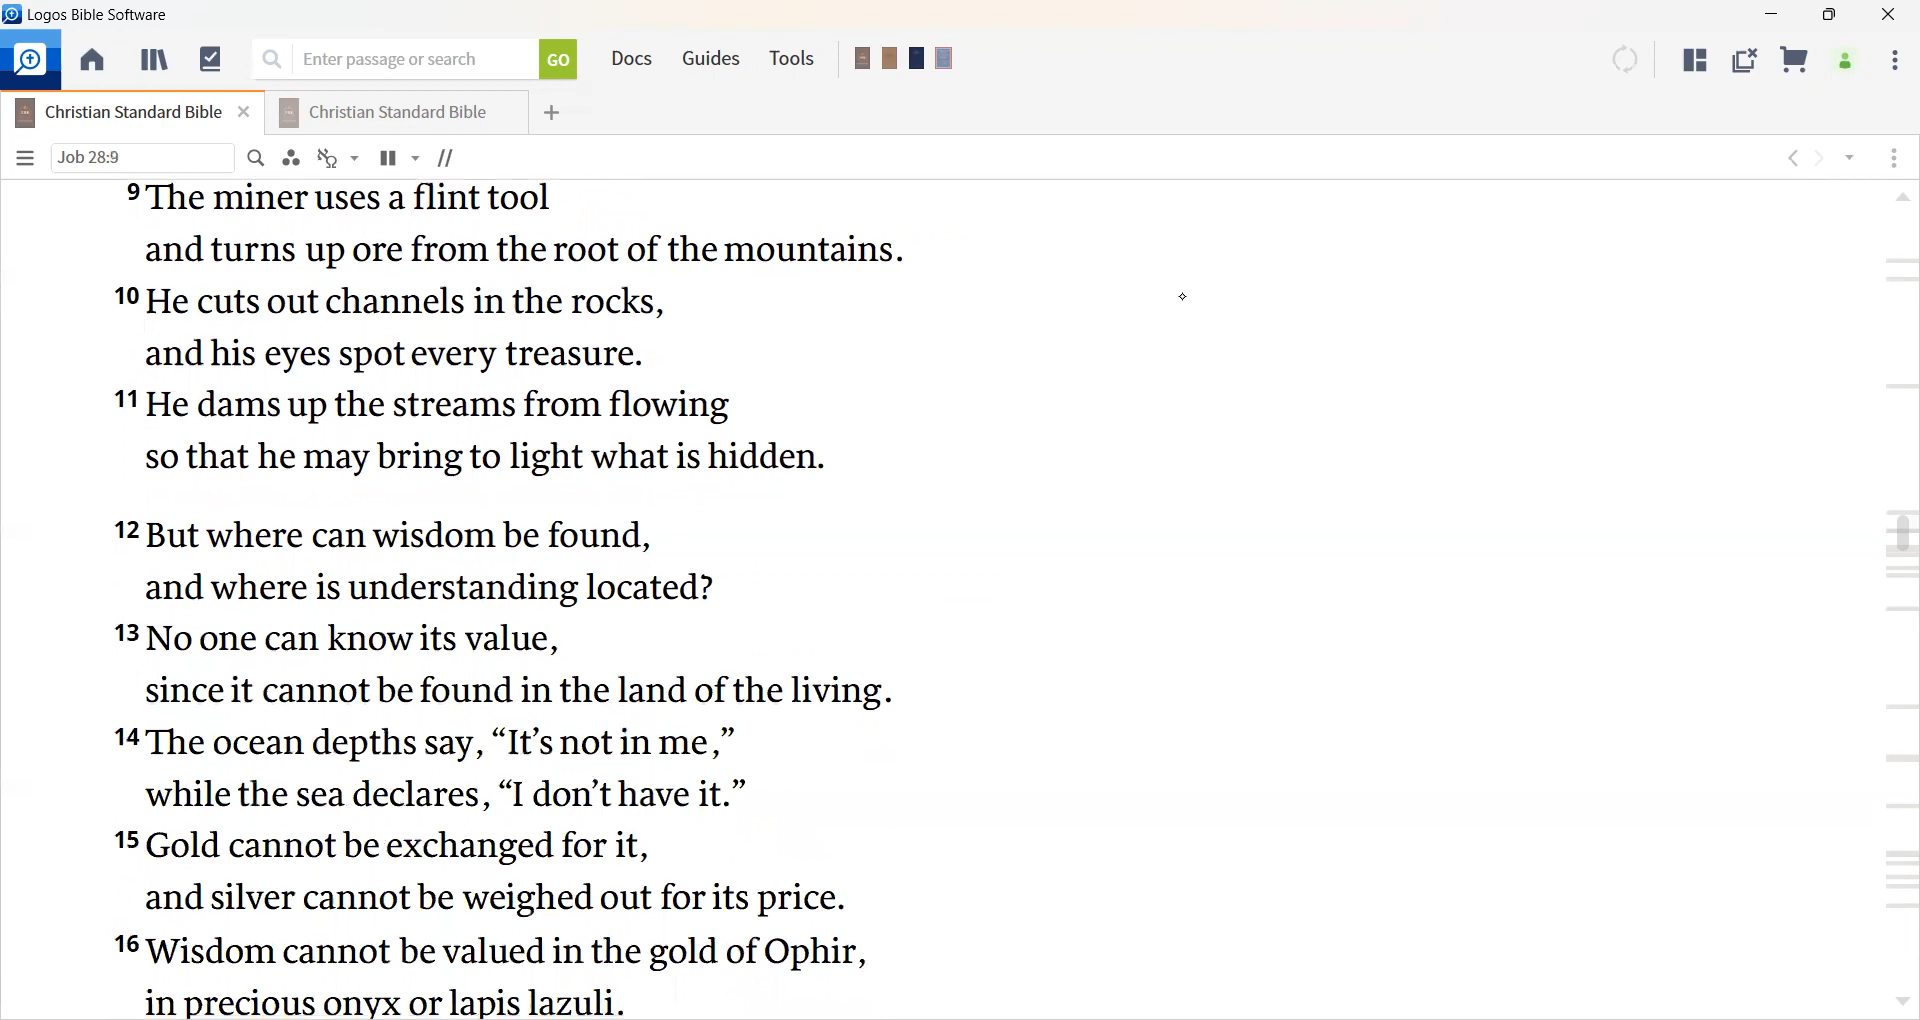 Logos Bible Software
Enter passage or search
GO
Docs
Guides
Tools
Christian Standard Bible
Christian Standard Bible
Job 28:9
9 The miner uses a flint tool
and turns up ore from the root of the mountains.
10 He cuts out channels in the rocks,
and his eyes spot every treasure.
11 He dams up the streams from flowing
so that he may bring to light what is hidden.
12 But where can wisdom be found,
and where is understanding located?
13 No one can know its value,
since it cannot be found in the land of the living.
14 The ocean depths say, “It’s not in me,”
while the sea declares, “I don’t have it.”
15 Gold cannot be exchanged for it,
and silver cannot be weighed out for its price.
16 Wisdom cannot be valued in the gold of Ophir,
in precious onyx or lapis lazuli.